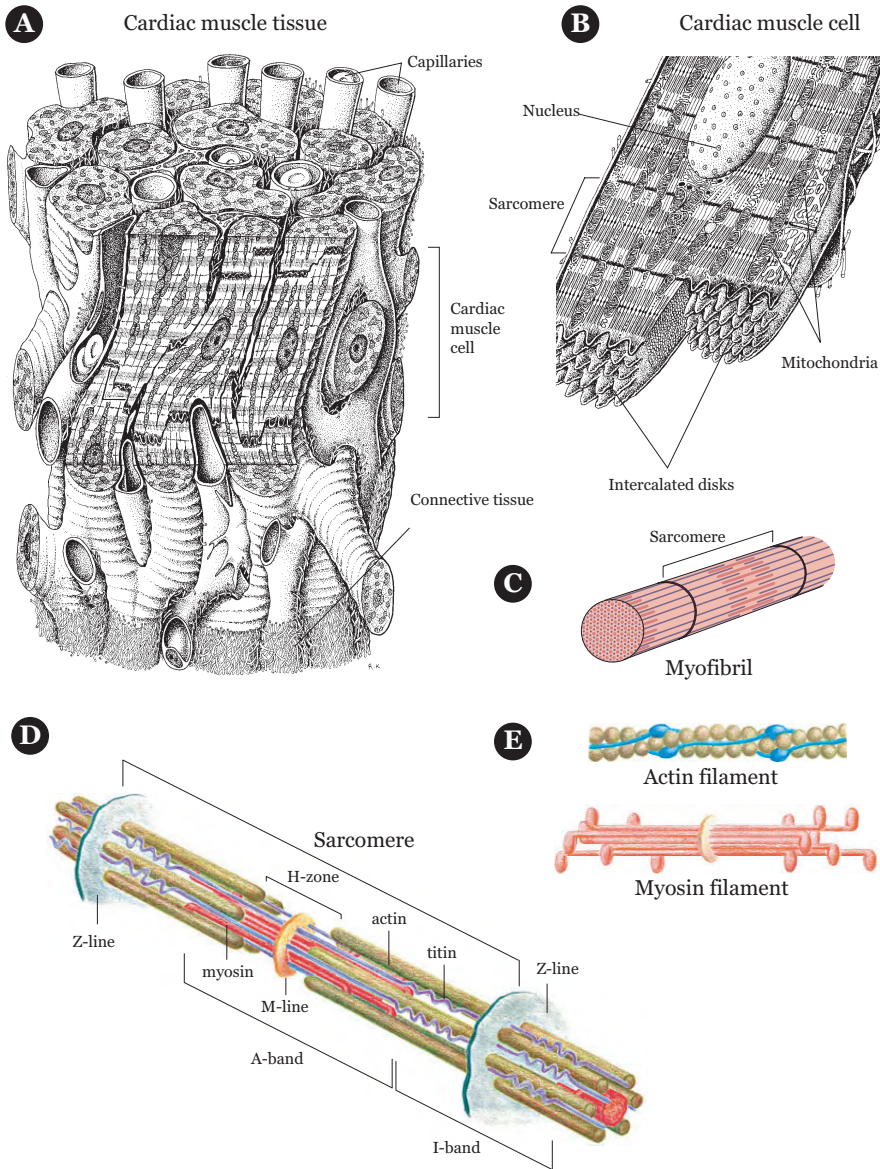 A
Cardiac muscle tissue
Capillaries
Cardiac
muscle
cell
Connective tissue
R.K
B
Cardiac muscle cell
Nucleus
Sarcomere
Mitochondria
Intercalated disks
C
Sarcomere
Myofibril
D
Sarcomere
H-zone
actin
titin
Z-line
Z-line
myosin
M-line
A-band
I-band
E
Actin filament
Myosin filament